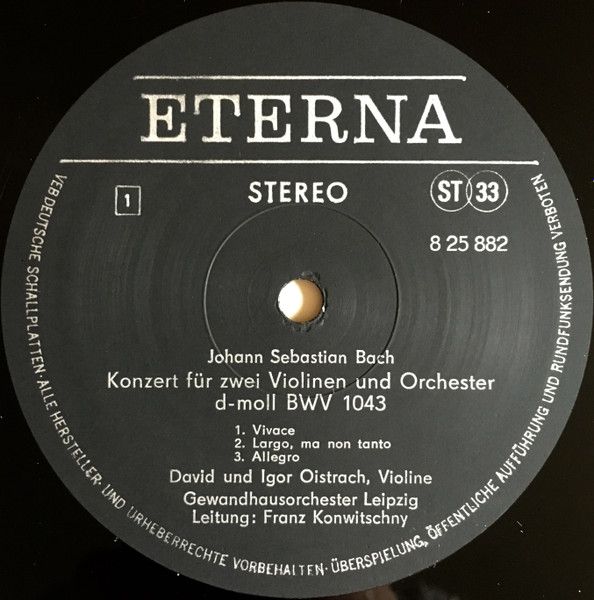 ETERNA
1
STEREO
ST 33
8 25 882
Johann Sebastian Bach
Konzert für zwei Violinen und Orchester
d-moll BWV 1043
1. Vivace
2. Largo, ma non tanto
3. Allegro
David und Igor Oistrach, Violine
Gewandhausorchester Leipzig
Leitung: Franz Konwitschny
VEB DEUTSCHE SCHALLPLATTEN · ALLE HERSTELLER- UND URHEBERRECHTE VORBEHALTEN · ÜBERSPIELUNG, ÖFFENTLICHE AUFFÜHRUNG UND RUNDFUNKSENDUNG VERBOTEN